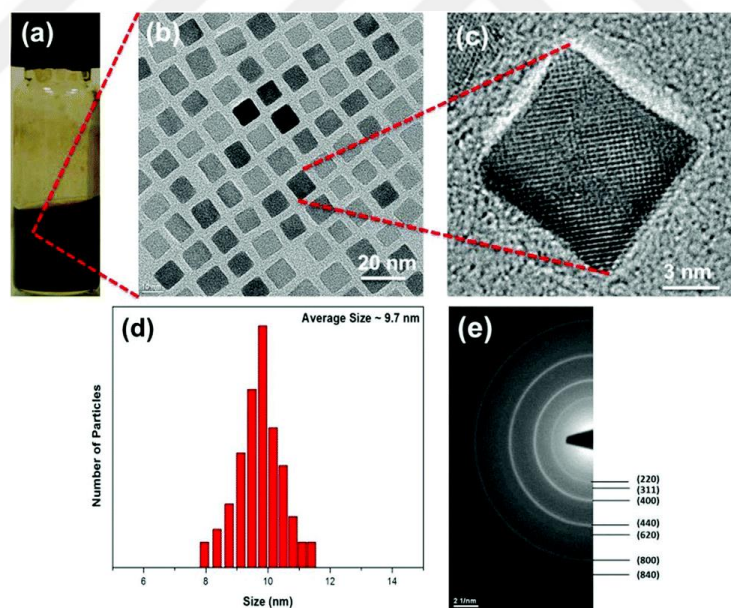 (a)
(b)
20 nm
(c)
3 nm
(d)
Average Size ~ 9.7 nm
Number of Particles
6 8 10 12 14
Size (nm)
(e)
(220)
(311)
(400)
(440)
(620)
(800)
(840)
2 1/nm